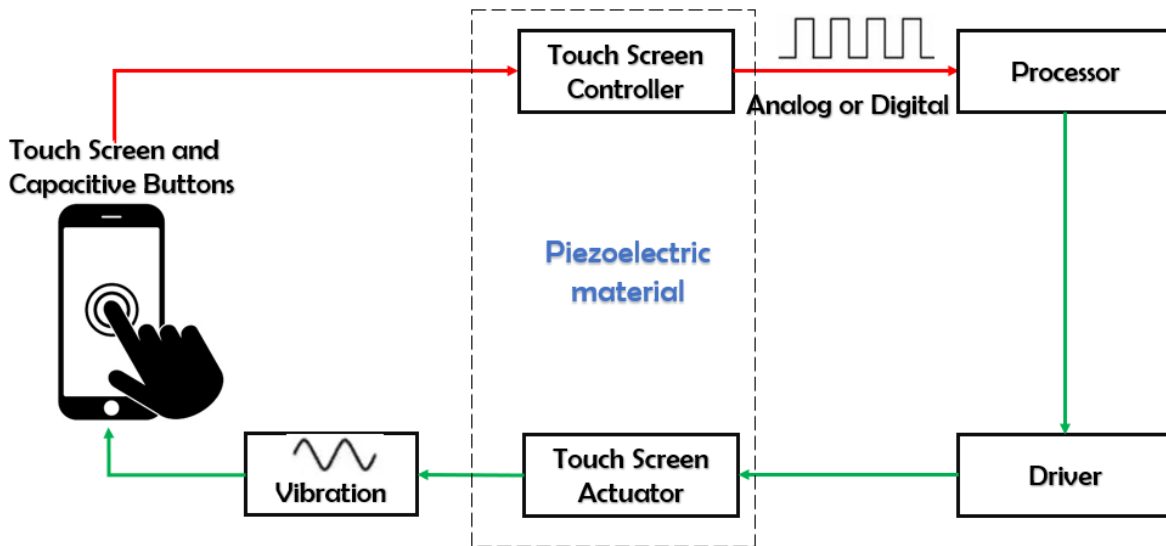 Touch Screen
Controller
Analog or Digital
Processor
Touch Screen and
Capacitive Buttons
Piezoelectric
material
Vibration
Touch Screen
Actuator
Driver